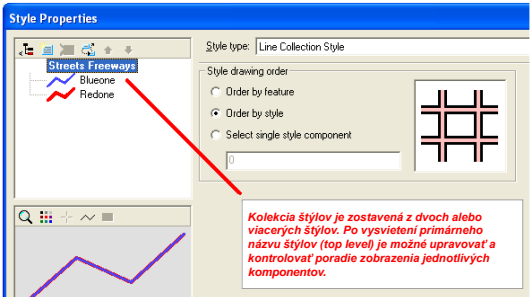 Style Properties
Style type: Line Collection Style
Streets Freeways
Blueone
Redone
Style drawing order
Order by feature
Order by style
Select single style component
0
Kolekcia štýlov je zostavená z dvoch alebo
viacerých štýlov. Po vysvietení primárneho
názvu štýlov (top level) je možné upravovať a
kontrolovať poradie zobrazenia jednotlivých
komponentov.